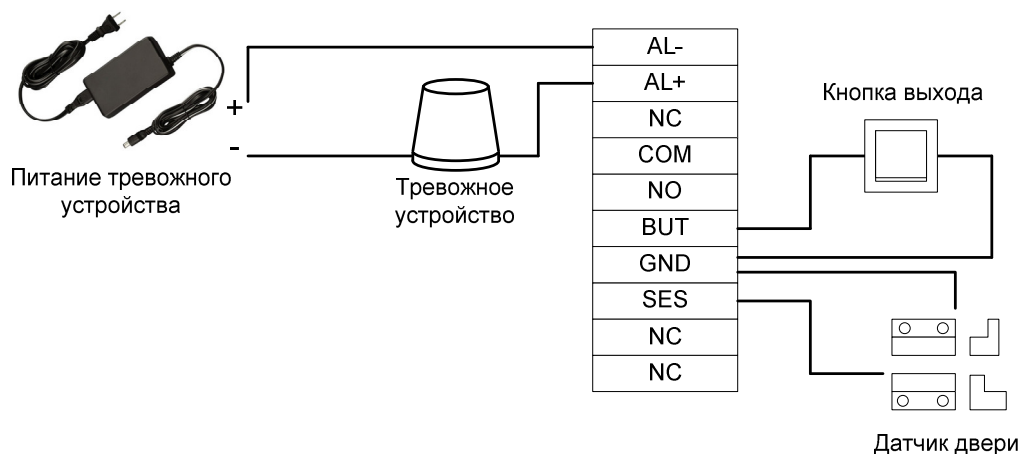 AL-
AL+
NC
COM
NO
BUT
GND
SES
NC
NC
+
-
Питание тревожного
устройства
Тревожное
устройство
Кнопка выхода
Датчик двери